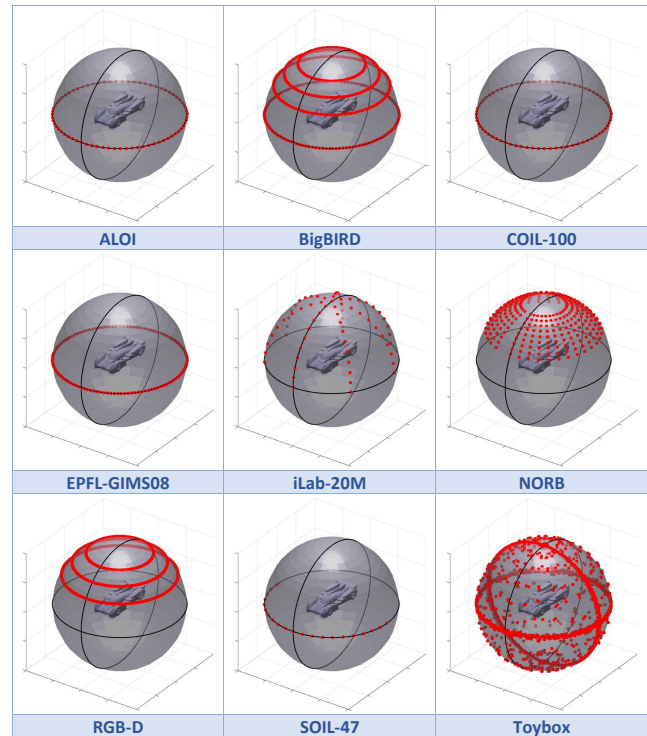 ALOI BigBIRD COIL-100
EPFL-GIMS08 iLab-20M NORB
RGB-D SOIL-47 Toybox